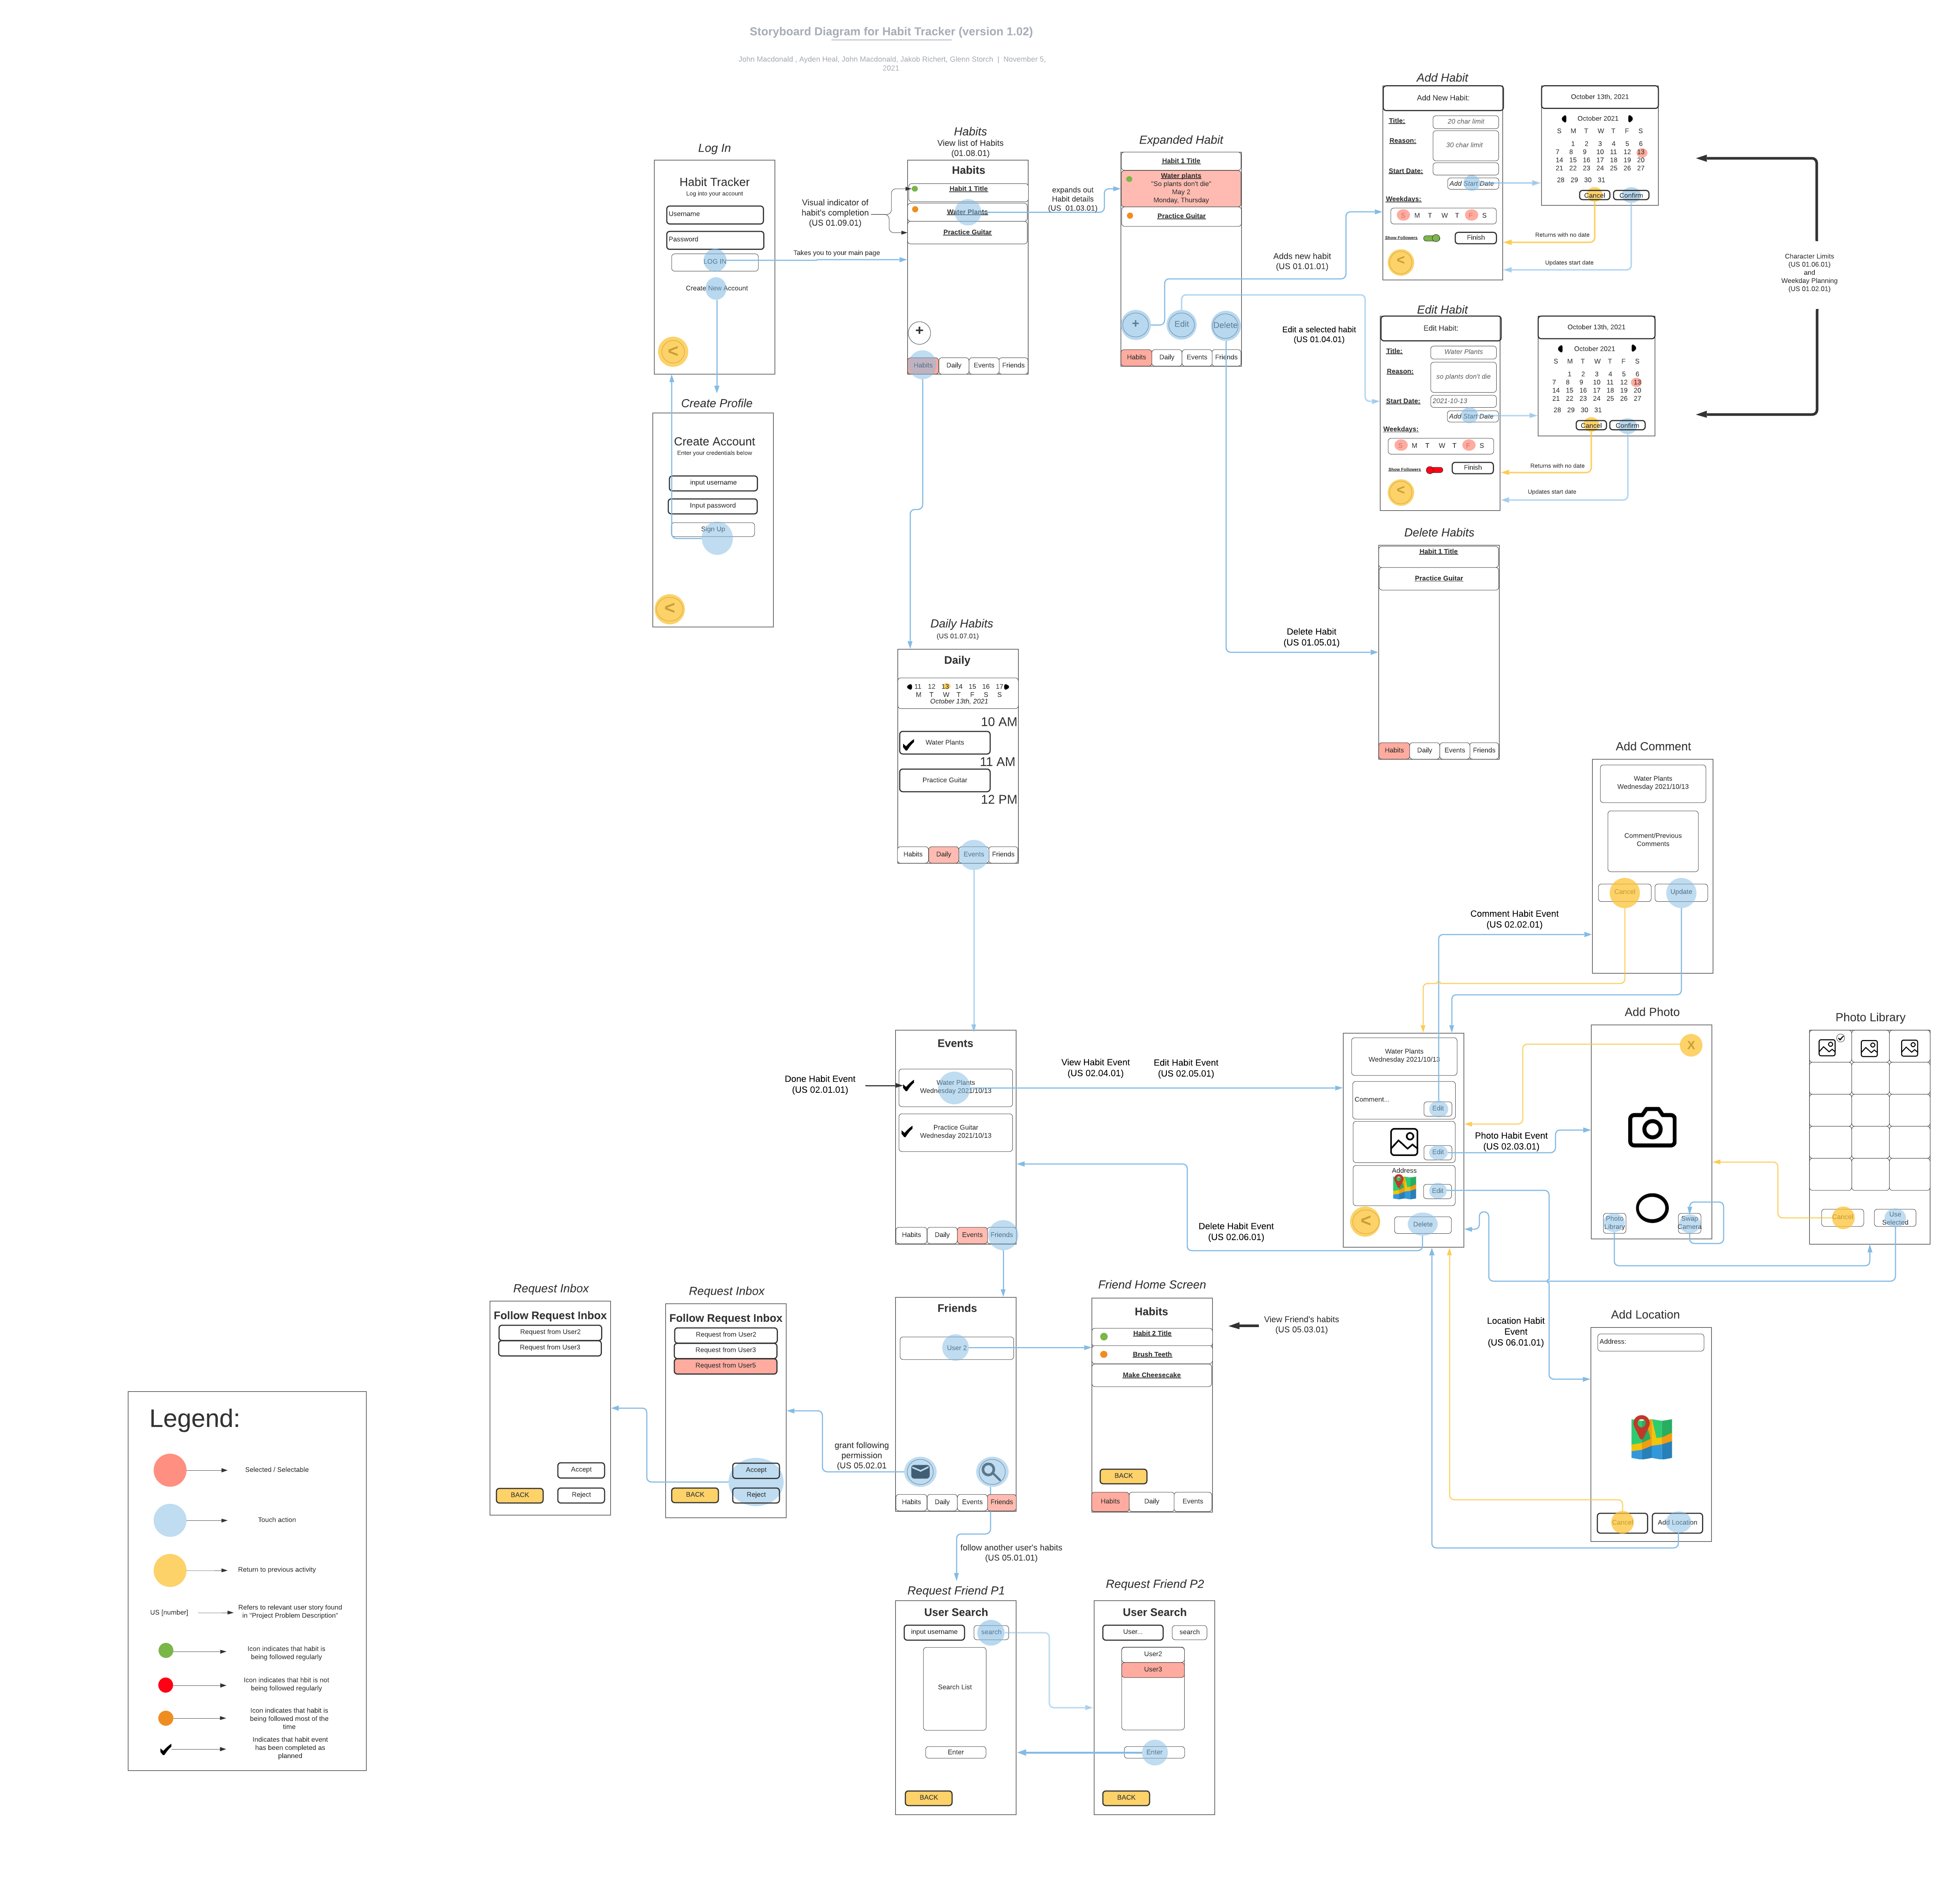 Storyboard Diagram for Habit Tracker (version 1.02)
John Macdonald , Ayden Heal, John Macdonald, Jakob Richert, Glenn Storch | November 5,
2021
Log In
Habit Tracker
Log into your account
Username
Password
LOG IN
Create New Account
<
Takes you to your main page
Create Profile
Create Account
Enter your credentials below
input username
Input password
Sign Up
<
Habits
View list of Habits
(01.08.01)
Habits
Habit 1 Title
Water Plants
Practice Guitar
+
Habits Daily Events Friends
Visual indicator of
habit's completion
(US 01.09.01)
expands out
Habit details
(US 01.03.01)
Expanded Habit
Habit 1 Title
Water plants
"So plants don't die"
May 2
Monday, Thursday
Practice Guitar
+ Edit Delete
Habits Daily Events Friends
Adds new habit
(US 01.01.01)
Edit a selected habit
(US 01.04.01)
Delete Habit
(US 01.05.01)
Add Habit
Add New Habit:
Title: 20 char limit
Reason: 30 char limit
Start Date:
Add Start Date
Weekdays:
S M T W T F S
Show Followers
Finish
<
October 13th, 2021
October 2021
S M T W T F S
1 2 3 4 5 6
7 8 9 10 11 12 13
14 15 16 17 18 19 20
21 22 23 24 25 26 27
28 29 30 31
Cancel Confirm
Returns with no date
Updates start date
Character Limits
(US 01.06.01)
and
Weekday Planning
(US 01.02.01)
Edit Habit
Edit Habit:
Title: Water Plants
Reason: so plants don't die
Start Date: 2021-10-13
Add Start Date
Weekdays:
S M T W T F S
Show Followers
Finish
<
October 13th, 2021
October 2021
S M T W T F S
1 2 3 4 5 6
7 8 9 10 11 12 13
14 15 16 17 18 19 20
21 22 23 24 25 26 27
28 29 30 31
Cancel Confirm
Returns with no date
Updates start date
Delete Habits
Habit 1 Title
Practice Guitar
Habits Daily Events Friends
Daily Habits
(US 01.07.01)
Daily
11 12 13 14 15 16 17
M T W T F S S
October 13th, 2021
10 AM
Water Plants
11 AM
Practice Guitar
12 PM
Habits Daily Events Friends
Add Comment
Water Plants
Wednesday 2021/10/13
Comment/Previous
Comments
Cancel Update
Comment Habit Event
(US 02.02.01)
Events
Water Plants
Wednesday 2021/10/13
Practice Guitar
Wednesday 2021/10/13
Habits Daily Events Friends
Done Habit Event
(US 02.01.01)
View Habit Event
(US 02.04.01)
Edit Habit Event
(US 02.05.01)
Delete Habit Event
(US 02.06.01)
Water Plants
Wednesday 2021/10/13
Comment...
Edit
Edit
Address
Edit
<
Delete
Photo Habit Event
(US 02.03.01)
Location Habit
Event
(US 06.01.01)
Add Photo
X
Photo
Library
Swap
Camera
Photo Library
Cancel
Use
Selected
Add Location
Address:
Cancel Add Location
Request Inbox
Follow Request Inbox
Request from User2
Request from User3
Accept
BACK Reject
Request Inbox
Follow Request Inbox
Request from User2
Request from User3
Request from User5
Accept
BACK Reject
grant following
permission
(US 05.02.01
Friends
User 2
Habits Daily Events Friends
Friend Home Screen
Habits
Habit 2 Title
Brush Teeth
Make Cheesecake
BACK
Habits Daily Events
View Friend's habits
(US 05.03.01)
follow another user's habits
(US 05.01.01)
Request Friend P1
User Search
input username search
Search List
Enter
BACK
Request Friend P2
User Search
User... search
User2
User3
Enter
BACK
Legend:
Selected / Selectable
Touch action
Return to previous activity
US [number]
Refers to relevant user story found
in "Project Problem Description"
Icon indicates that habit is
being followed regularly
Icon indicates that hbit is not
being followed regularly
Icon indicates that habit is
being followed most of the
time
Indicates that habit event
has been completed as
planned